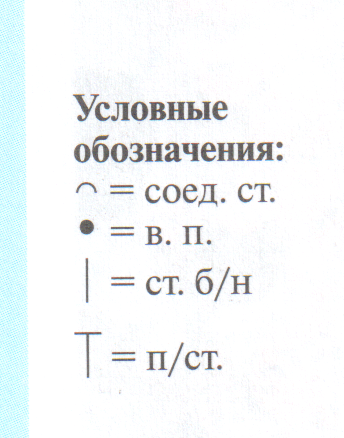 Условные
обозначения:
⌒ = соед. ст.
• = в. п.
| = ст. б/н
⊤ = п/ст.